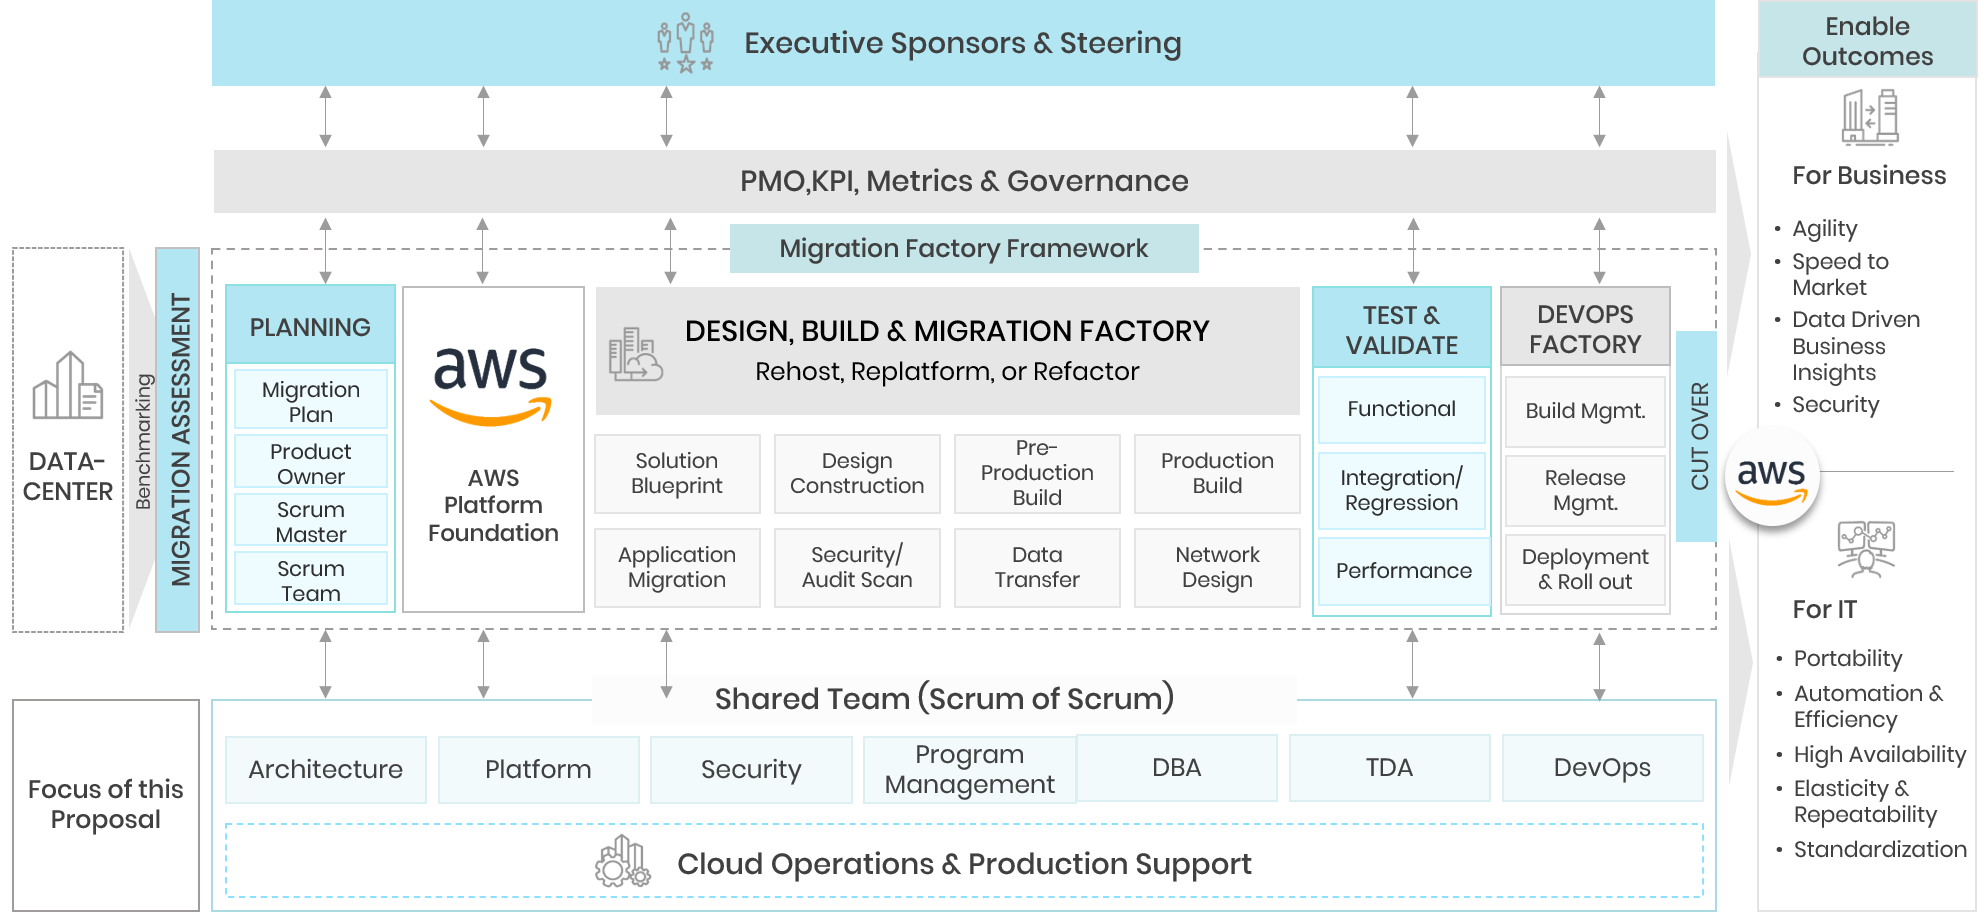 Executive Sponsors & Steering
PMO,KPI, Metrics & Governance
Migration Factory Framework
DATA-
CENTER
Benchmarking
MIGRATION ASSESSMENT
PLANNING
Migration
Plan
Product
Owner
Scrum
Master
Scrum
Team
aws
AWS
Platform
Foundation
DESIGN, BUILD & MIGRATION FACTORY
Rehost, Replatform, or Refactor
Solution
Blueprint
Design
Construction
Pre-
Production
Build
Production
Build
Application
Migration
Security/
Audit Scan
Data
Transfer
Network
Design
TEST &
VALIDATE
Functional
Integration/
Regression
Performance
DEVOPS
FACTORY
Build Mgmt.
Release
Mgmt.
Deployment
& Roll out
CUT OVER
Focus of this
Proposal
Shared Team (Scrum of Scrum)
Architecture
Platform
Security
Program
Management
DBA
TDA
DevOps
Cloud Operations & Production Support
Enable
Outcomes
For Business
• Agility
• Speed to
Market
• Data Driven
Business
Insights
• Security
aws
For IT
• Portability
• Automation &
Efficiency
• High Availability
• Elasticity &
Repeatability
• Standardization